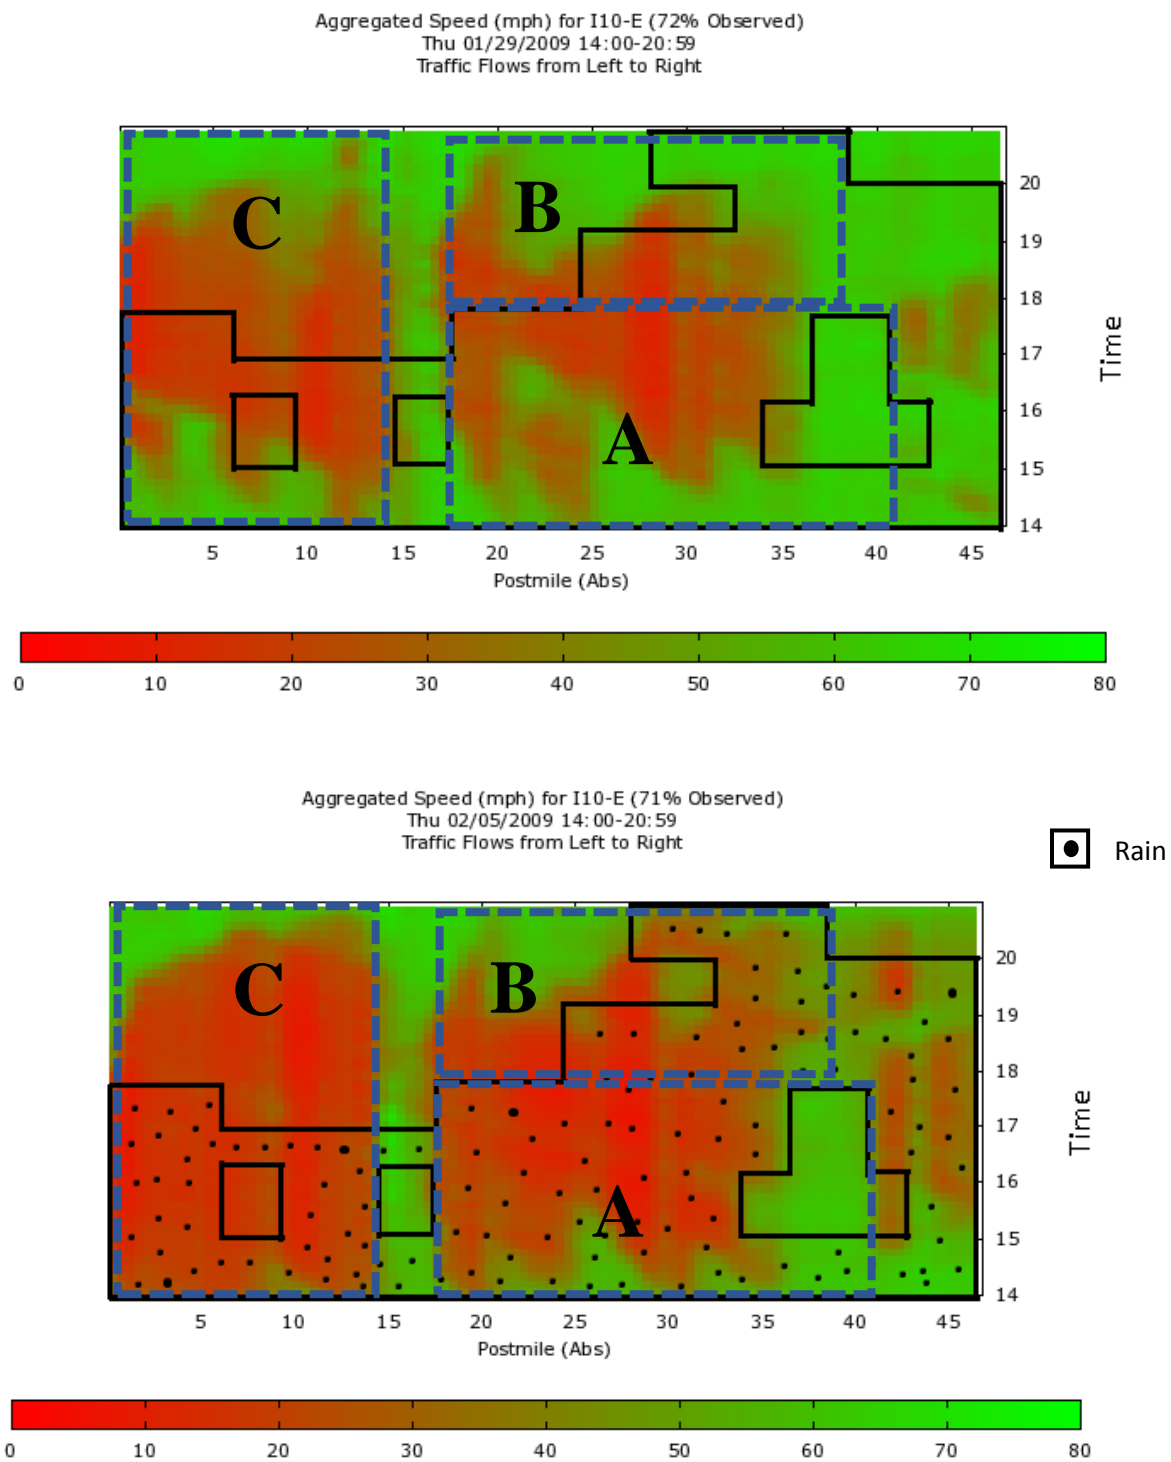 Aggregated Speed (mph) for I10-E (72% Observed)
Thu 01/29/2009 14:00-20:59
Traffic Flows from Left to Right
C
B
A
20
19
18
17
16
15
14
Time
5 10 15 20 25 30 35 40 45
Postmile (Abs)
0 10 20 30 40 50 60 70 80
Aggregated Speed (mph) for I10-E (71% Observed)
Thu 02/05/2009 14:00-20:59
Traffic Flows from Left to Right
Rain
C
B
A
20
19
18
17
16
15
14
Time
5 10 15 20 25 30 35 40 45
Postmile (Abs)
0 10 20 30 40 50 60 70 80